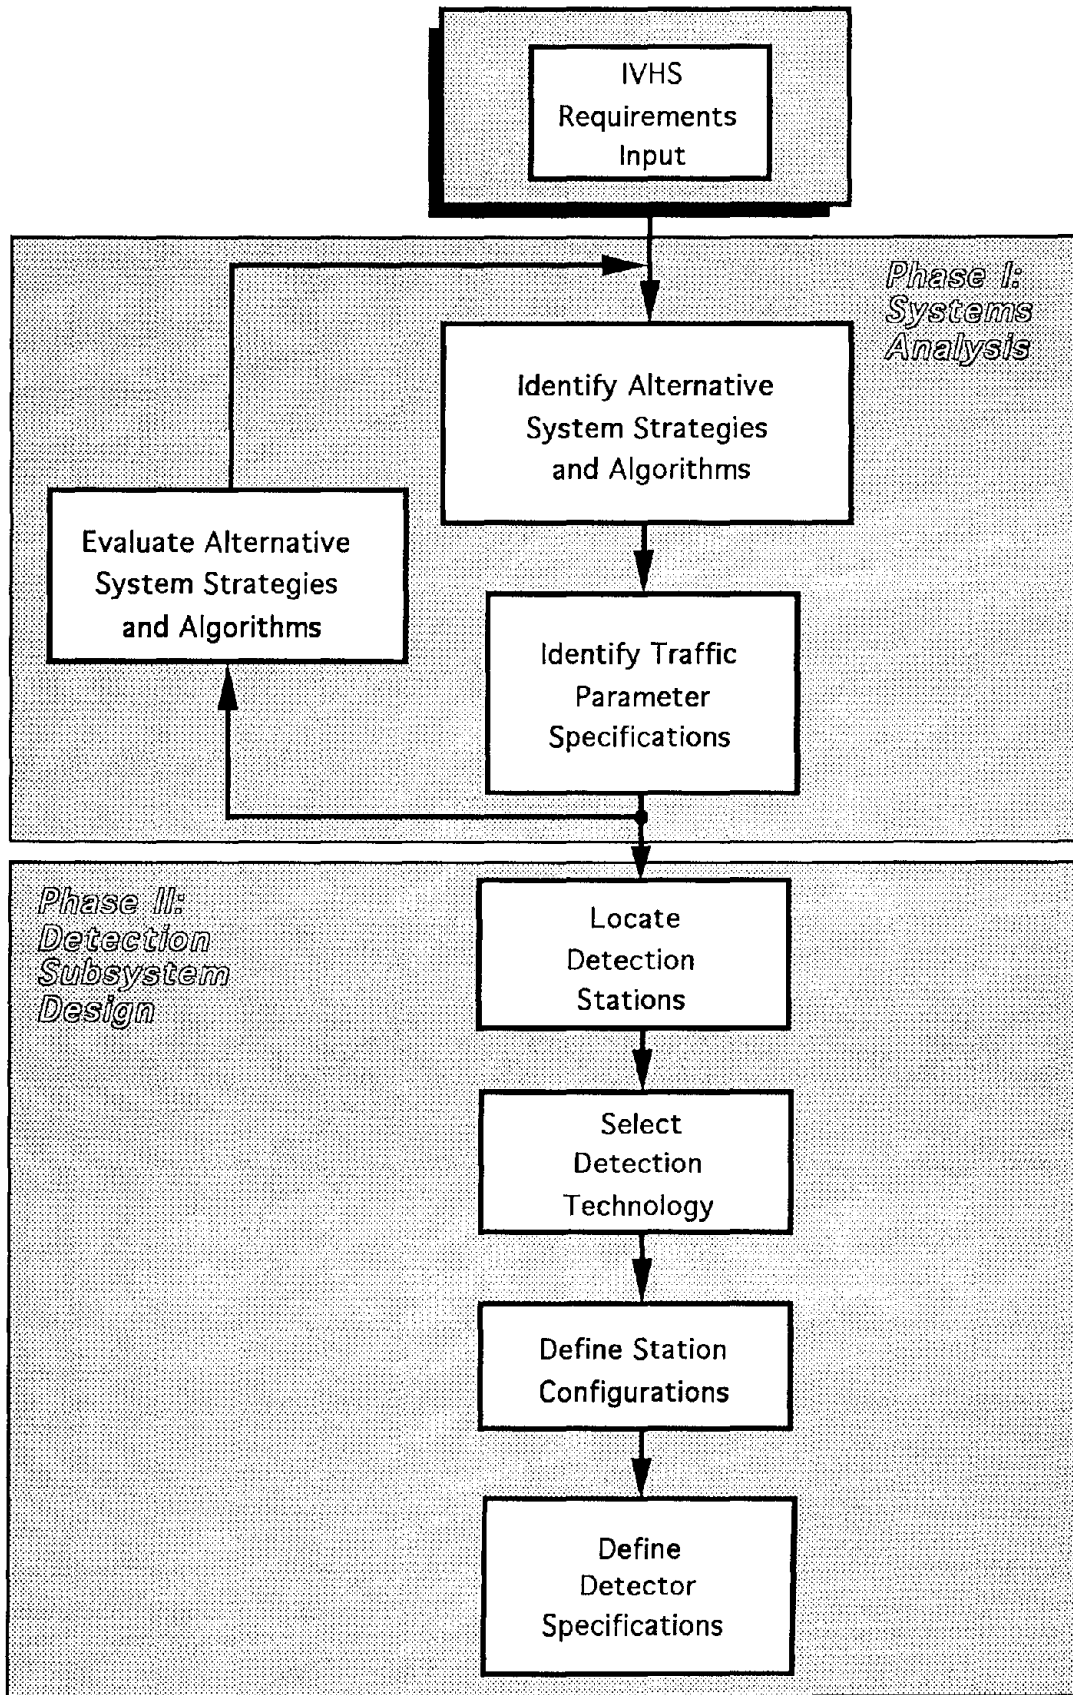 IVHS
Requirements
Input
Phase I:
Systems
Analysis
Identify Alternative
System Strategies
and Algorithms
Evaluate Alternative
System Strategies
and Algorithms
Identify Traffic
Parameter
Specifications
Phase II:
Detection
Subsystem
Design
Locate
Detection
Stations
Select
Detection
Technology
Define Station
Configurations
Define
Detector
Specifications